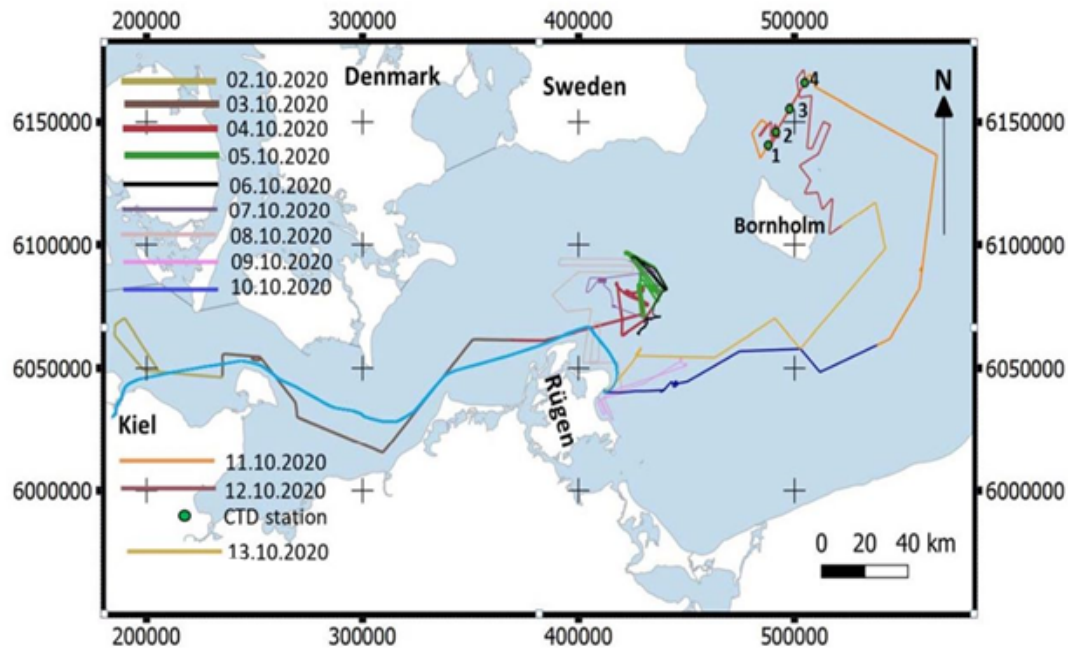 200000 300000 400000 500000
Denmark
Sweden
N
02.10.2020
03.10.2020
04.10.2020
05.10.2020
06.10.2020
07.10.2020
08.10.2020
09.10.2020
10.10.2020
4
3
2
1
6150000 6150000
Bornholm
6100000 6100000
6050000 6050000
Rügen
Kiel
11.10.2020
12.10.2020
CTD station
13.10.2020
6000000 6000000
0 20 40 km
200000 300000 400000 500000